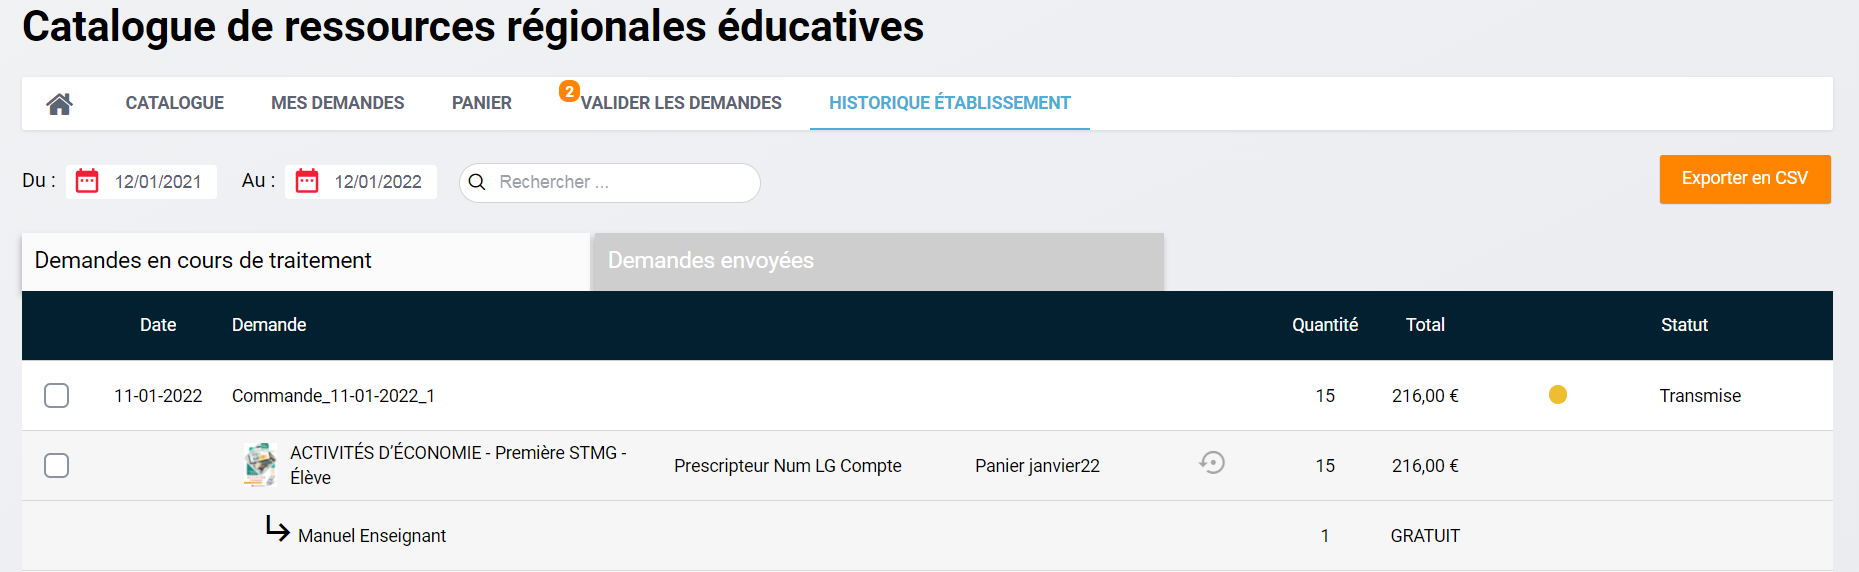 Catalogue de ressources régionales éducatives
CATALOGUE MES DEMANDES PANIER 2 VALIDER LES DEMANDES HISTORIQUE ÉTABLISSEMENT
Du : 12/01/2021 Au : 12/01/2022 Rechercher ... Exporter en CSV
Demandes en cours de traitement Demandes envoyées
Date Demande Quantité Total Statut
11-01-2022 Commande_11-01-2022_1 15 216,00 € Transmise
ACTIVITÉS D'ÉCONOMIE - Première STMG -
Élève Prescripteur Num LG Compte Panier janvier22 15 216,00 €
Manuel Enseignant 1 GRATUIT